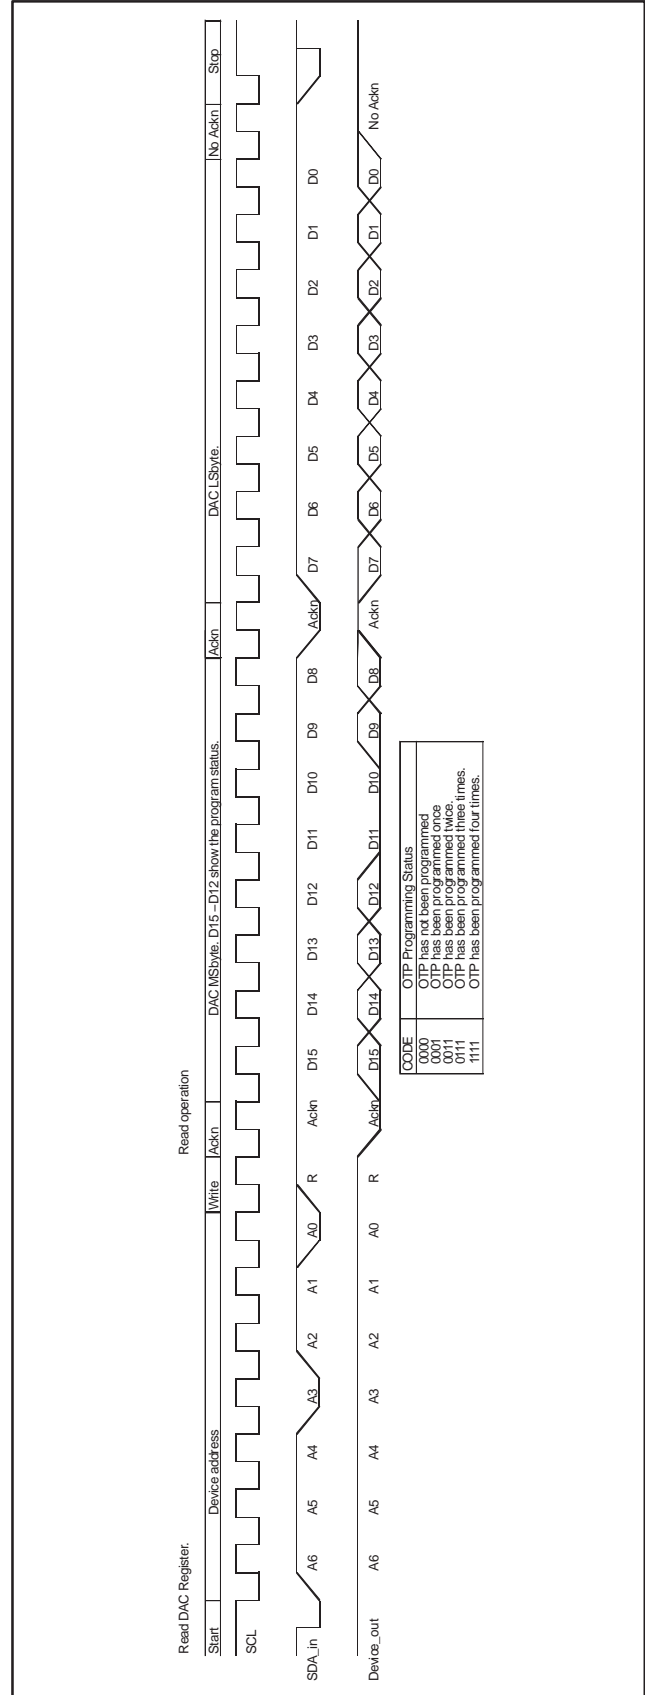 Read DAC Register.
Read operation
Start Device address Write Ackn DAC MSbyte. D15 – D12 show the program status. Ackn DAC LSbyte. No Ackn Stop
SCL
SDA_in A6 A5 A4 A3 A2 A1 A0 R Ackn D15 D14 D13 D12 D11 D10 D9 D8 Ackn D7 D6 D5 D4 D3 D2 D1 D0
Device_out A6 A5 A4 A3 A2 A1 A0 R Ackn D15 D14 D13 D12 D11 D10 D9 D8 Ackn D7 D6 D5 D4 D3 D2 D1 D0 No Ackn
CODE OTP Programming Status
0000 OTP has not been programmed
0001 OTP has been programmed once
0011 OTP has been programmed twice.
0111 OTP has been programmed three times.
1111 OTP has been programmed four times.